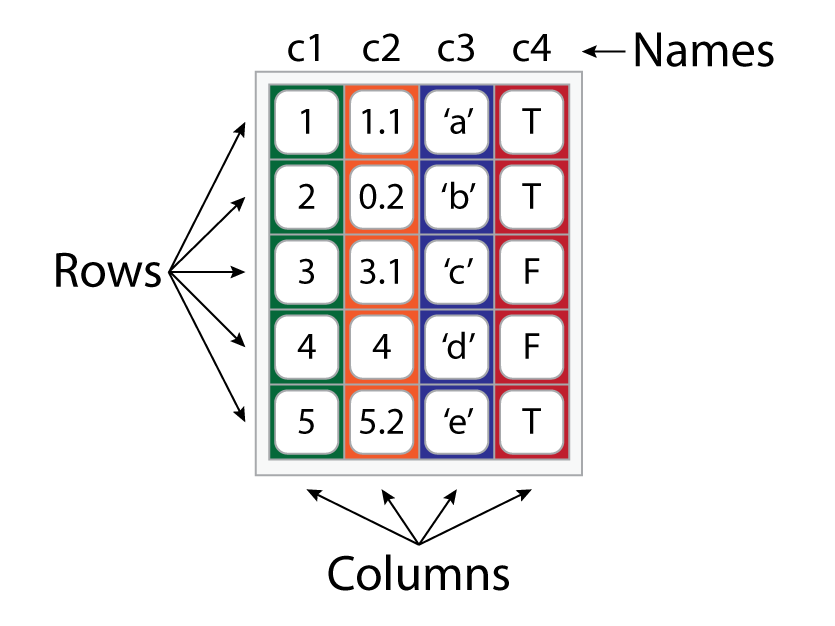 c1 c2 c3 c4 Names
1 1.1 ‘a’ T
2 0.2 ‘b’ T
Rows 3 3.1 ‘c’ F
4 4 ‘d’ F
5 5.2 ‘e’ T
Columns